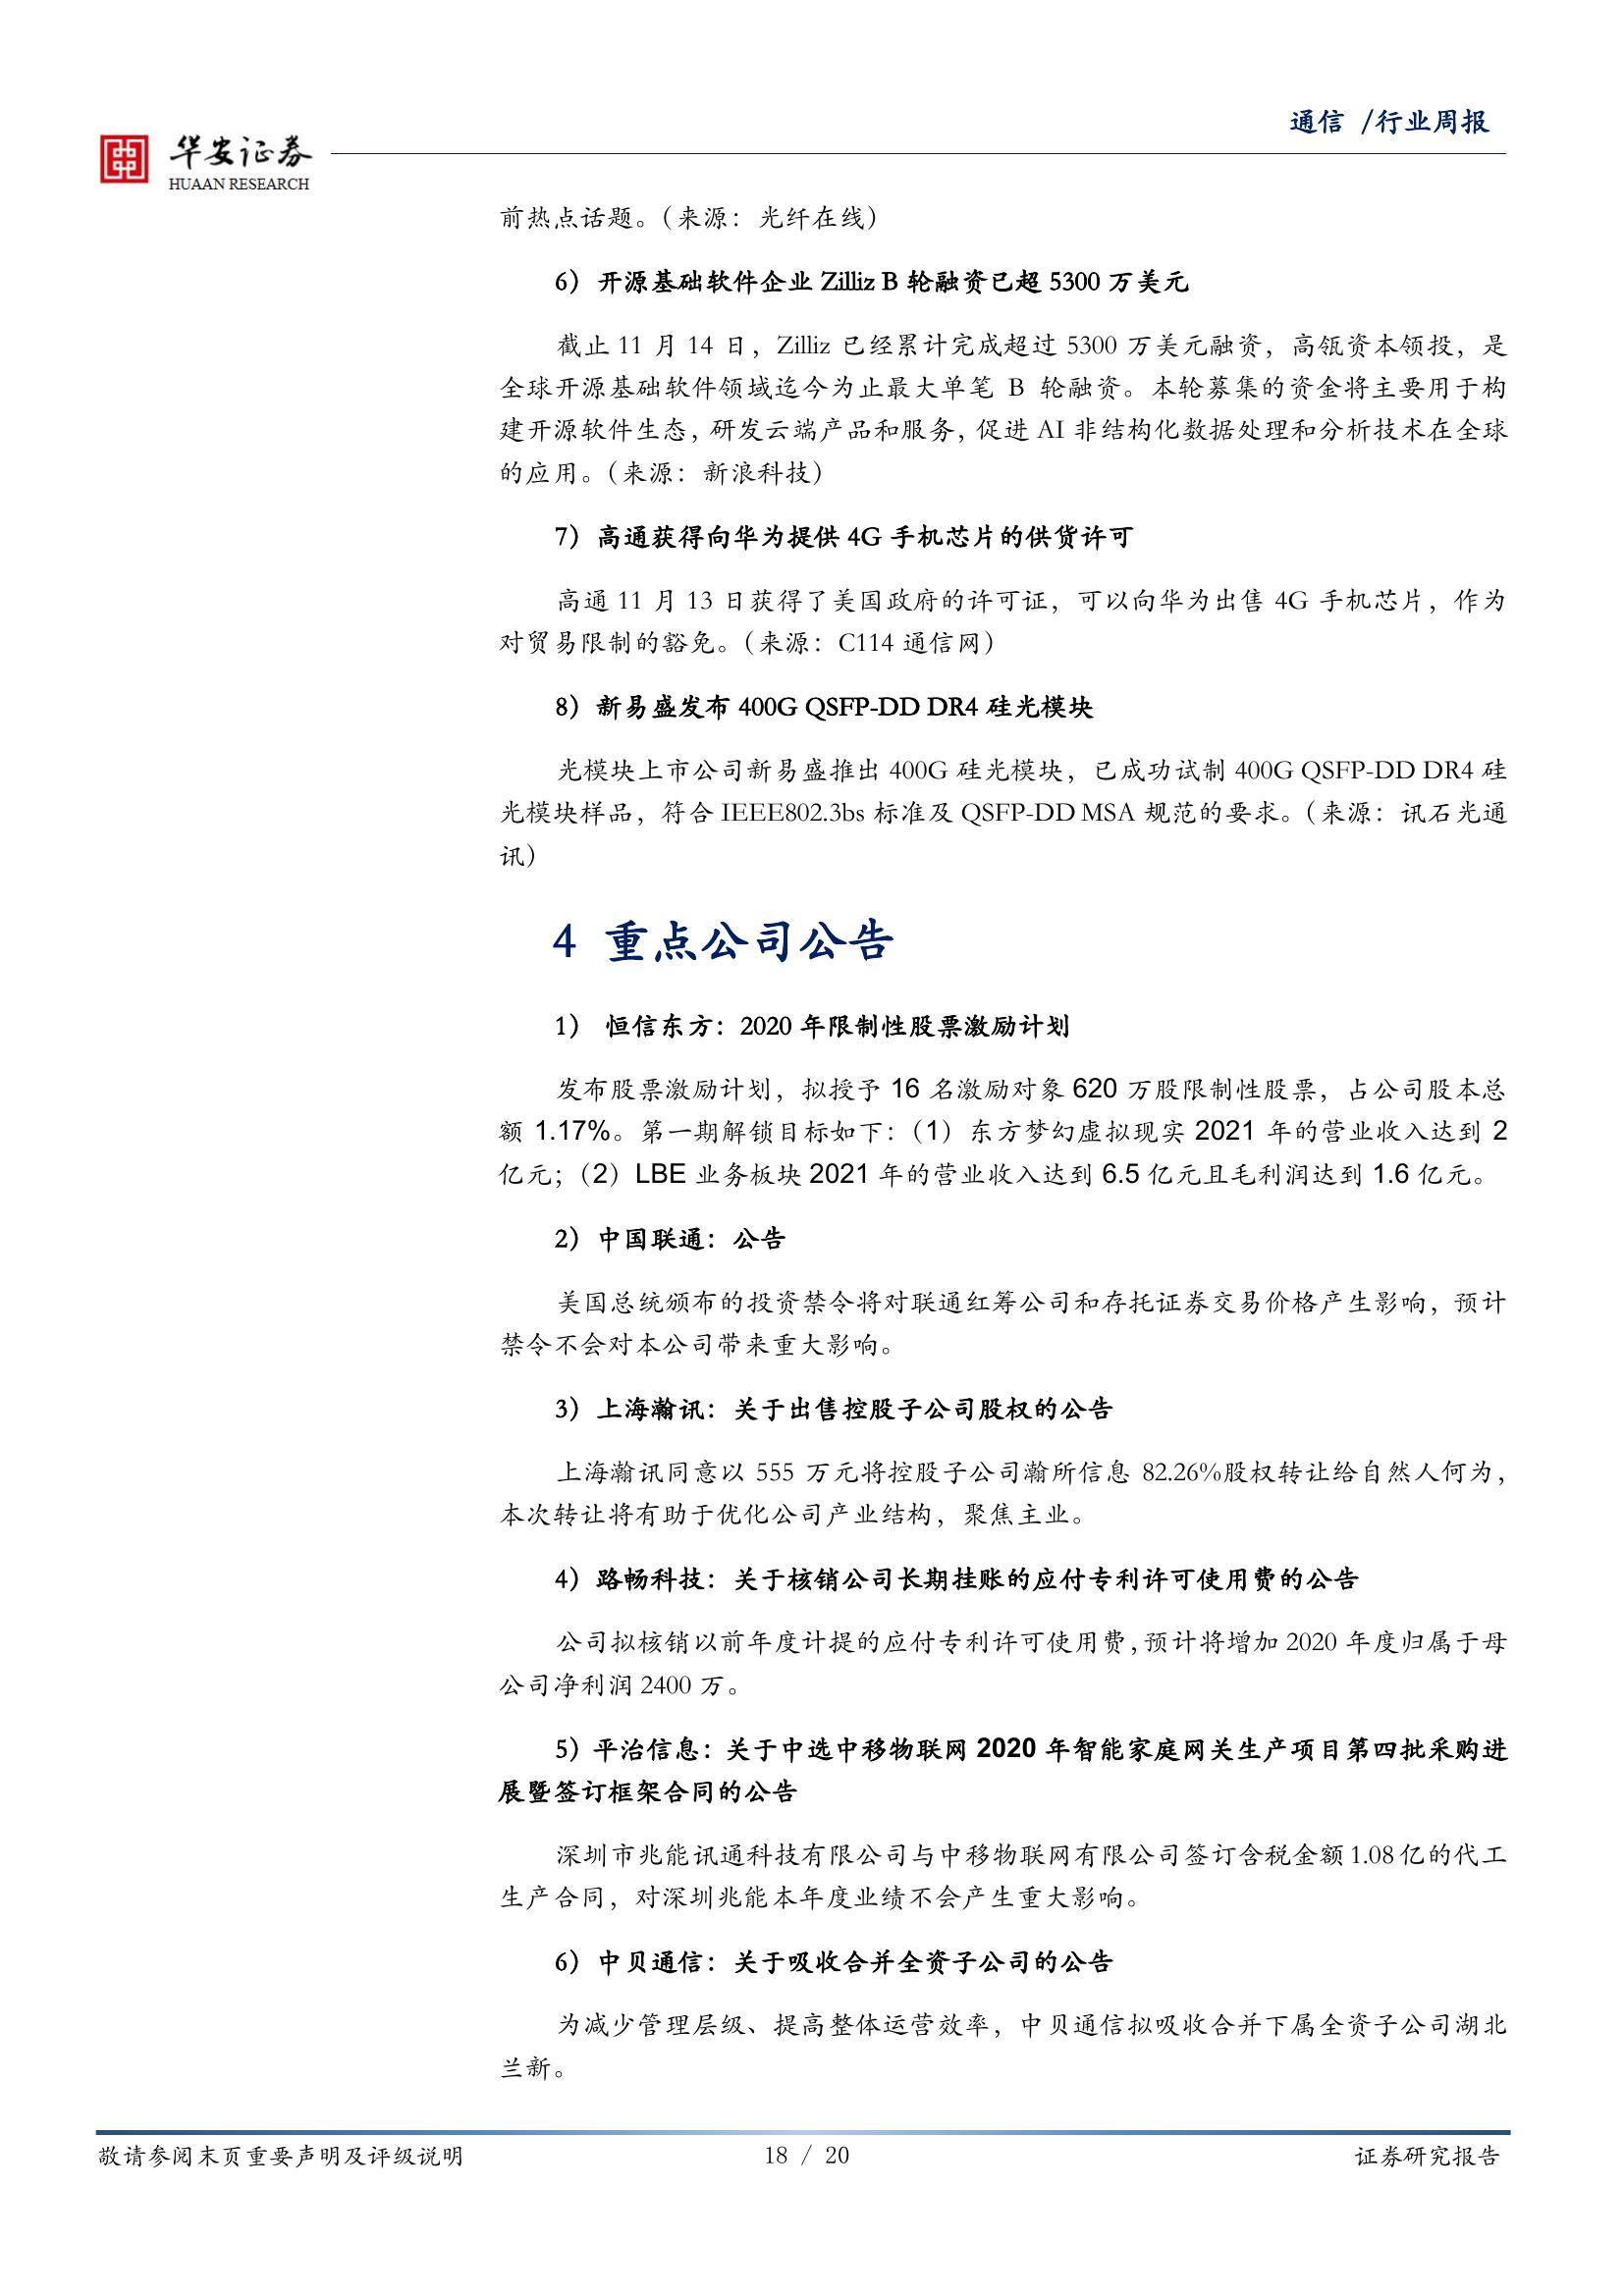 通信 /行业周报
华安证券
HUAAN RESEARCH
前热点话题。（来源：光纤在线）
6）开源基础软件企业 Zilliz B 轮融资已超 5300 万美元
截止 11 月 14 日，Zilliz 已经累计完成超过 5300 万美元融资，高瓴资本领投，是
全球开源基础软件领域迄今为止最大单笔 B 轮融资。本轮募集的资金将主要用于构
建开源软件生态，研发云端产品和服务，促进 AI 非结构化数据处理和分析技术在全球
的应用。（来源：新浪科技）
7）高通获得向华为提供 4G 手机芯片的供货许可
高通 11 月 13 日获得了美国政府的许可证，可以向华为出售 4G 手机芯片，作为
对贸易限制的豁免。（来源：C114 通信网）
8）新易盛发布 400G QSFP-DD DR4 硅光模块
光模块上市公司新易盛推出 400G 硅光模块，已成功试制 400G QSFP-DD DR4 硅
光模块样品，符合 IEEE802.3bs 标准及 QSFP-DD MSA 规范的要求。（来源：讯石光通
讯）
4 重点公司公告
1） 恒信东方：2020 年限制性股票激励计划
发布股票激励计划，拟授予 16 名激励对象 620 万股限制性股票，占公司股本总
额 1.17%。第一期解锁目标如下：（1）东方梦幻虚拟现实 2021 年的营业收入达到 2
亿元；（2）LBE 业务板块 2021 年的营业收入达到 6.5 亿元且毛利润达到 1.6 亿元。
2）中国联通：公告
美国总统颁布的投资禁令将对联通红筹公司和存托证券交易价格产生影响，预计
禁令不会对本公司带来重大影响。
3）上海瀚讯：关于出售控股子公司股权的公告
上海瀚讯同意以 555 万元将控股子公司瀚所信息 82.26%股权转让给自然人何为，
本次转让将有助于优化公司产业结构，聚焦主业。
4）路畅科技：关于核销公司长期挂账的应付专利许可使用费的公告
公司拟核销以前年度计提的应付专利许可使用费，预计将增加 2020 年度归属于母
公司净利润 2400 万。
5）平治信息：关于中选中移物联网 2020 年智能家庭网关生产项目第四批采购进
展暨签订框架合同的公告
深圳市兆能讯通科技有限公司与中移物联网有限公司签订含税金额 1.08 亿的代工
生产合同，对深圳兆能本年度业绩不会产生重大影响。
6）中贝通信：关于吸收合并全资子公司的公告
为减少管理层级、提高整体运营效率，中贝通信拟吸收合并下属全资子公司湖北
兰新。
敬请参阅末页重要声明及评级说明
18 / 20
证券研究报告